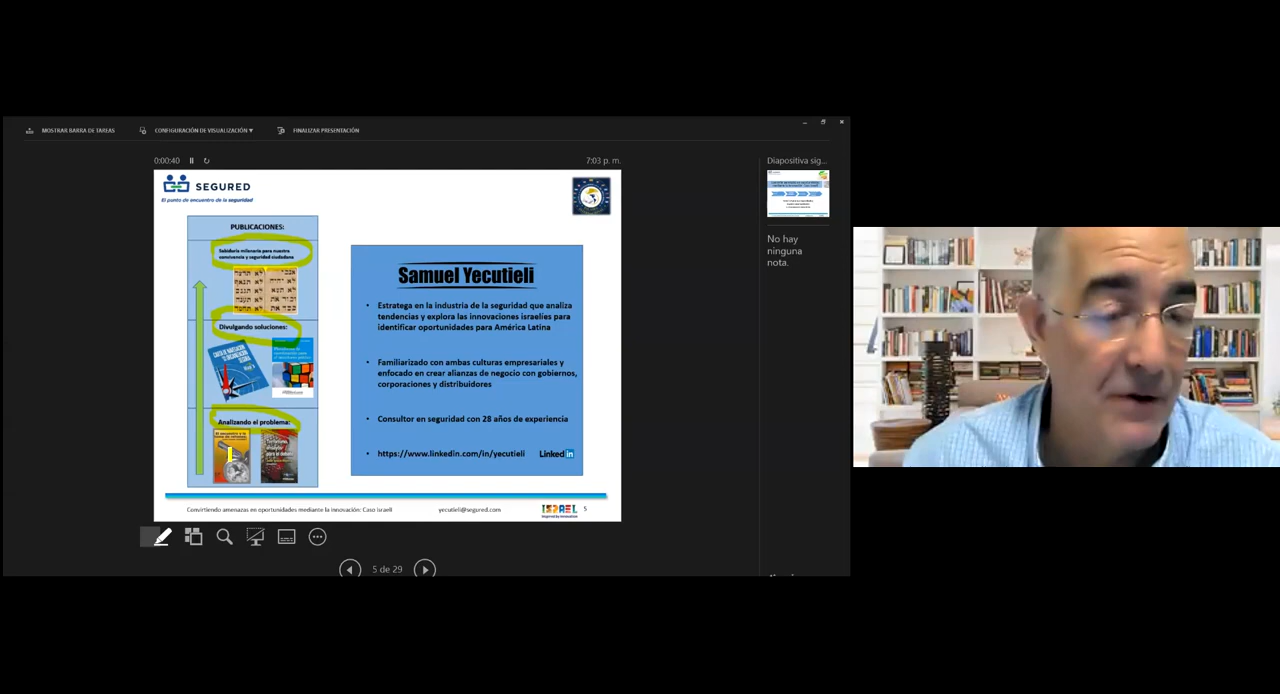 MOSTRAR BARRA DE TAREAS
CONFIGURACIÓN DE VISUALIZACIÓN ▾
FINALIZAR PRESENTACIÓN
0:00:40
7:03 p. m.
SEGURED
El punto de encuentro de la seguridad
PUBLICACIONES:
Sabiduría milenaria para nuestra
convivencia y seguridad ciudadana
Divulgando soluciones:
Analizando el problema:
Samuel Yecutieli
• Estratega en la industria de la seguridad que analiza
tendencias y explora las innovaciones israelíes para
identificar oportunidades para América Latina
• Familiarizado con ambas culturas empresariales y
enfocado en crear alianzas de negocio con gobiernos,
corporaciones y distribuidores
• Consultor en seguridad con 28 años de experiencia
• https://www.linkedin.com/in/yecutieli
Linked in
Convirtiendo amenazas en oportunidades mediante la innovación: Caso Israelí
yecutieli@segured.com
ISRAEL
5
Diapositiva sig...
No hay
ninguna
nota.
5 de 29